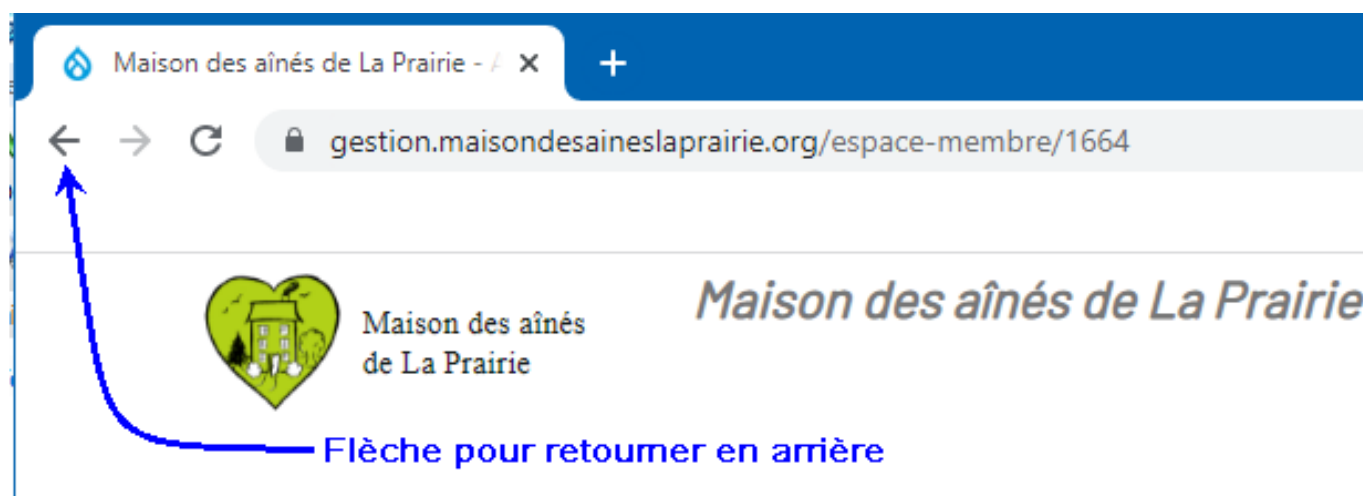 Maison des aînés de La Prairie - A
gestion.maisondesaineslaprairie.org/espace-membre/1664
Maison des aînés de La Prairie
Maison des aînés
de La Prairie
Flèche pour retourner en arrière